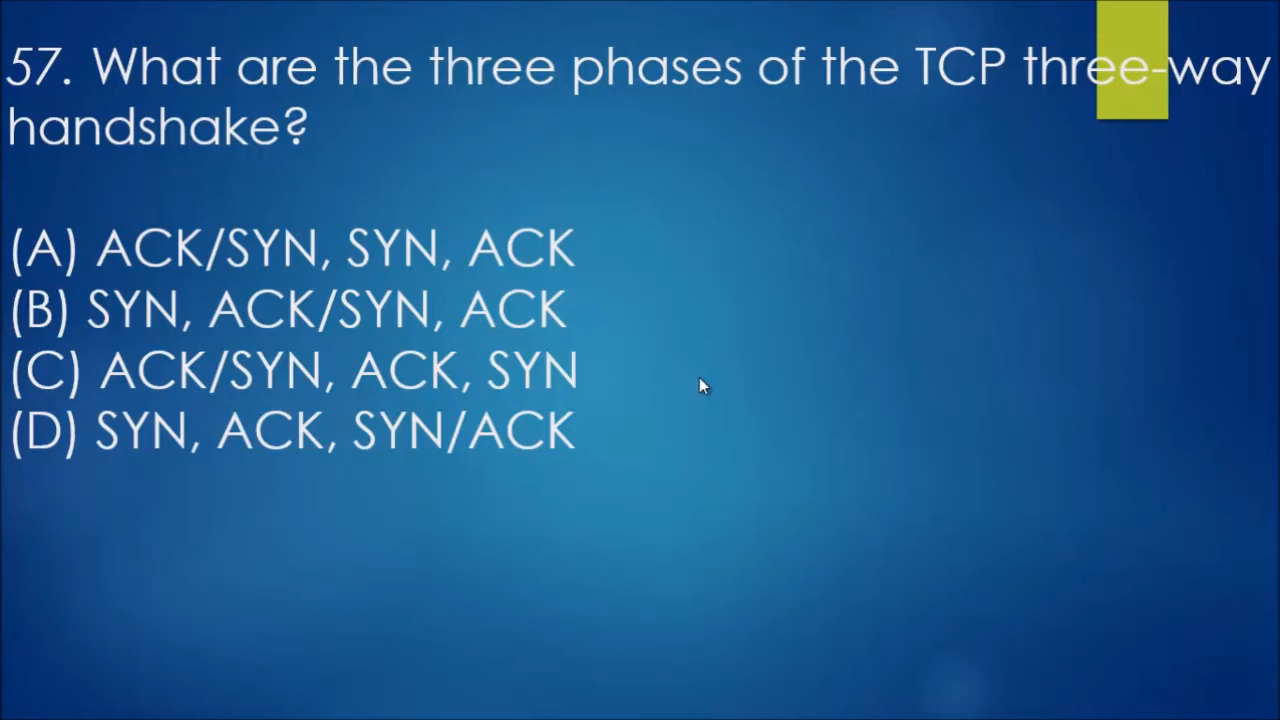 57. What are the three phases of the TCP three-way
handshake?
(A) ACK/SYN, SYN, ACK
(B) SYN, ACK/SYN, ACK
(C) ACK/SYN, ACK, SYN
(D) SYN, ACK, SYN/ACK